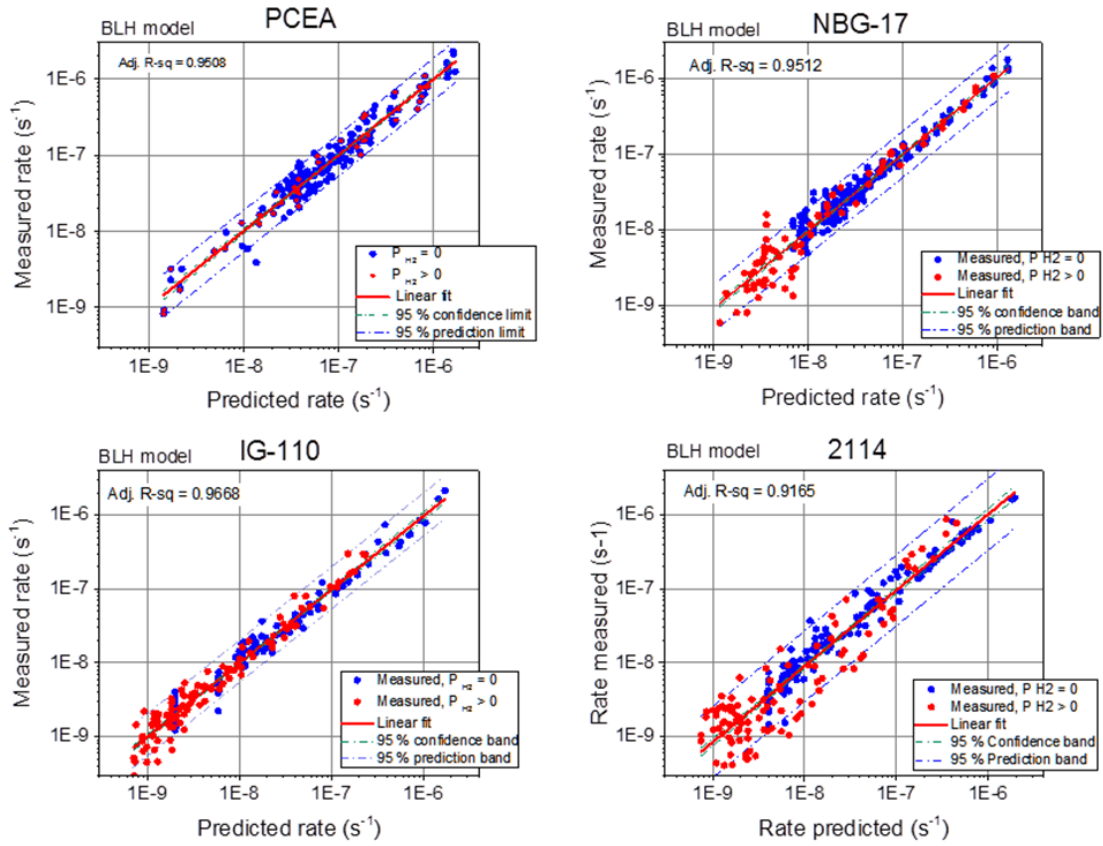 BLH model
PCEA
Adj. R-sq = 0.9508
Measured rate (s⁻¹)
1E-6
1E-7
1E-8
1E-9
P H2 = 0
P H2 > 0
Linear fit
95 % confidence limit
95 % prediction limit
1E-9 1E-8 1E-7 1E-6
Predicted rate (s⁻¹)
BLH model
NBG-17
Adj. R-sq = 0.9512
Measured rate (s⁻¹)
1E-6
1E-7
1E-8
1E-9
Measured, P H2 = 0
Measured, P H2 > 0
Linear fit
95 % confidence band
95 % prediction band
1E-9 1E-8 1E-7 1E-6
Predicted rate (s⁻¹)
BLH model
IG-110
Adj. R-sq = 0.9668
Measured rate (s⁻¹)
1E-6
1E-7
1E-8
1E-9
Measured, P H2 = 0
Measured, P H2 > 0
Linear fit
95 % confidence band
95 % prediction band
1E-9 1E-8 1E-7 1E-6
Predicted rate (s⁻¹)
BLH model
2114
Adj. R-sq = 0.9165
Rate measured (s-1)
1E-6
1E-7
1E-8
1E-9
Measured, P H2 = 0
Measured, P H2 > 0
Linear fit
95 % Confidence band
95 % Prediction band
1E-9 1E-8 1E-7 1E-6
Rate predicted (s⁻¹)